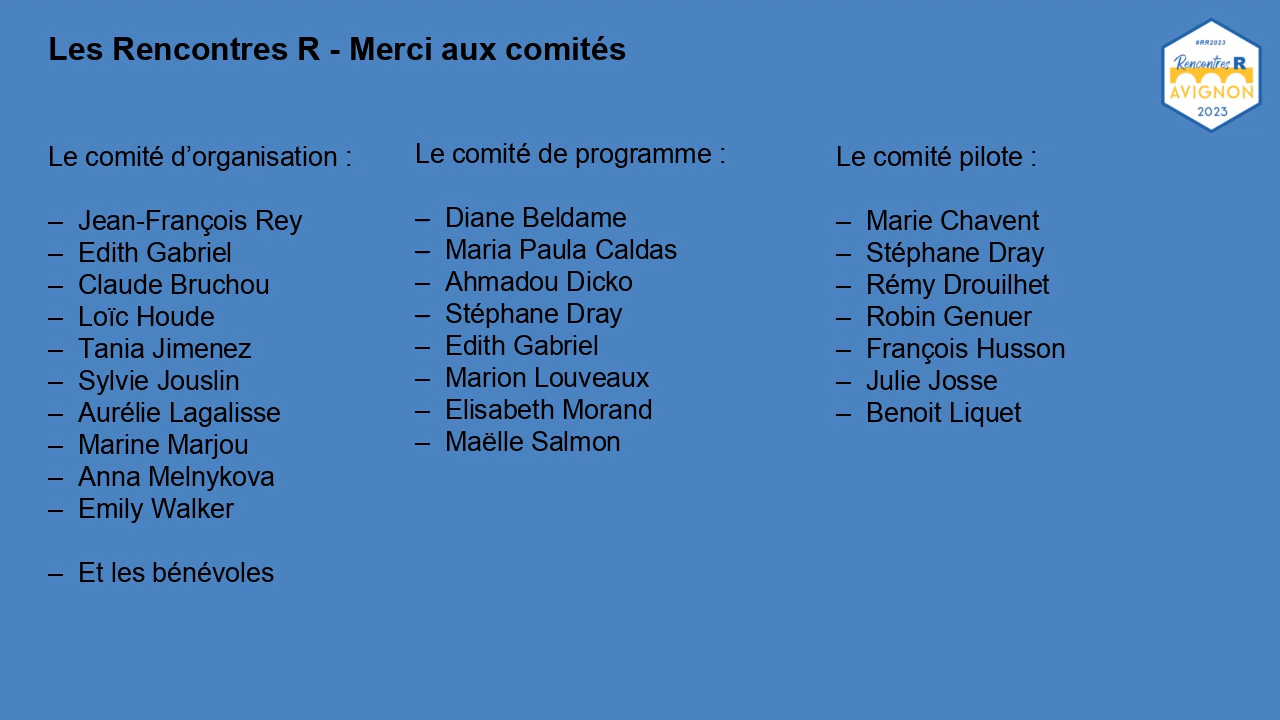 Les Rencontres R - Merci aux comités
#RR2023
Rencontres R
AVIGNON
2023
Le comité d’organisation :
– Jean-François Rey
– Edith Gabriel
– Claude Bruchou
– Loïc Houde
– Tania Jimenez
– Sylvie Jouslin
– Aurélie Lagalisse
– Marine Marjou
– Anna Melnykova
– Emily Walker
– Et les bénévoles
Le comité de programme :
– Diane Beldame
– Maria Paula Caldas
– Ahmadou Dicko
– Stéphane Dray
– Edith Gabriel
– Marion Louveaux
– Elisabeth Morand
– Maëlle Salmon
Le comité pilote :
– Marie Chavent
– Stéphane Dray
– Rémy Drouilhet
– Robin Genuer
– François Husson
– Julie Josse
– Benoit Liquet